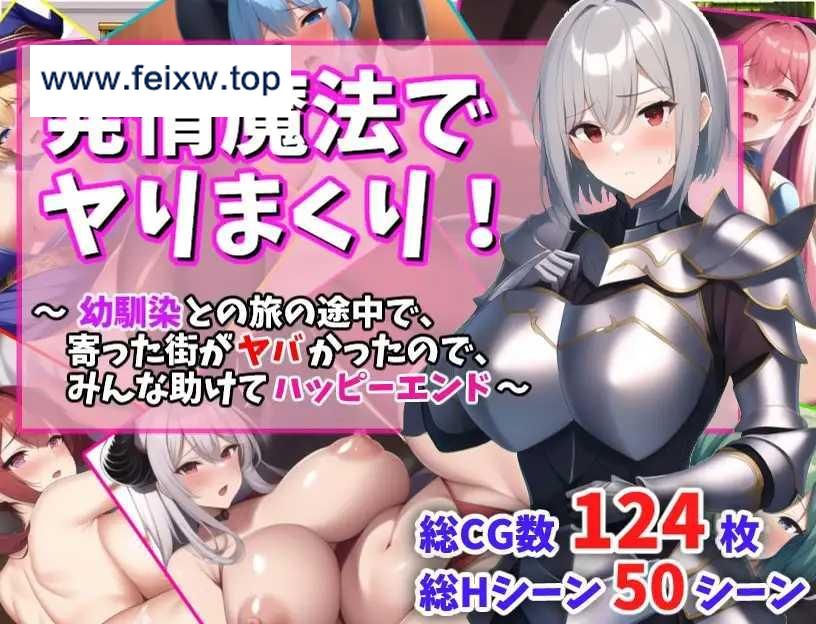 www.feixw.top
発情魔法で
ヤりまくり！
～幼馴染との旅の途中で、
寄った街がヤバかったので、
みんな助けてハッピーエンド～
総CG数 124 枚
総Hシーン 50 シーン